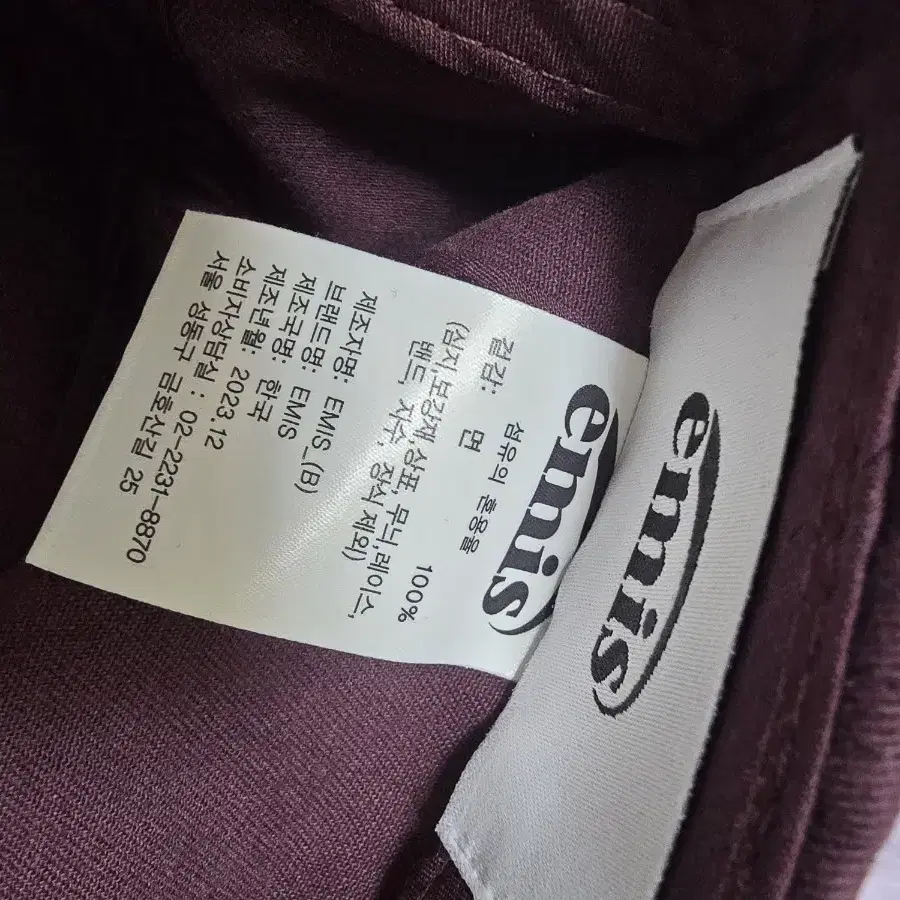 emis
섬유의 혼용율
겉감: 면 100%
(심지,보강재,상표,무늬,레이스,
밴드, 자수, 장식 제외)
제조자명: EMIS_(B)
브랜드명: EMIS
제조국명: 한국
제조년월: 2023.12
소비자상담실 : 02-2231-8870
서울 성동구 금호산길 25
emis